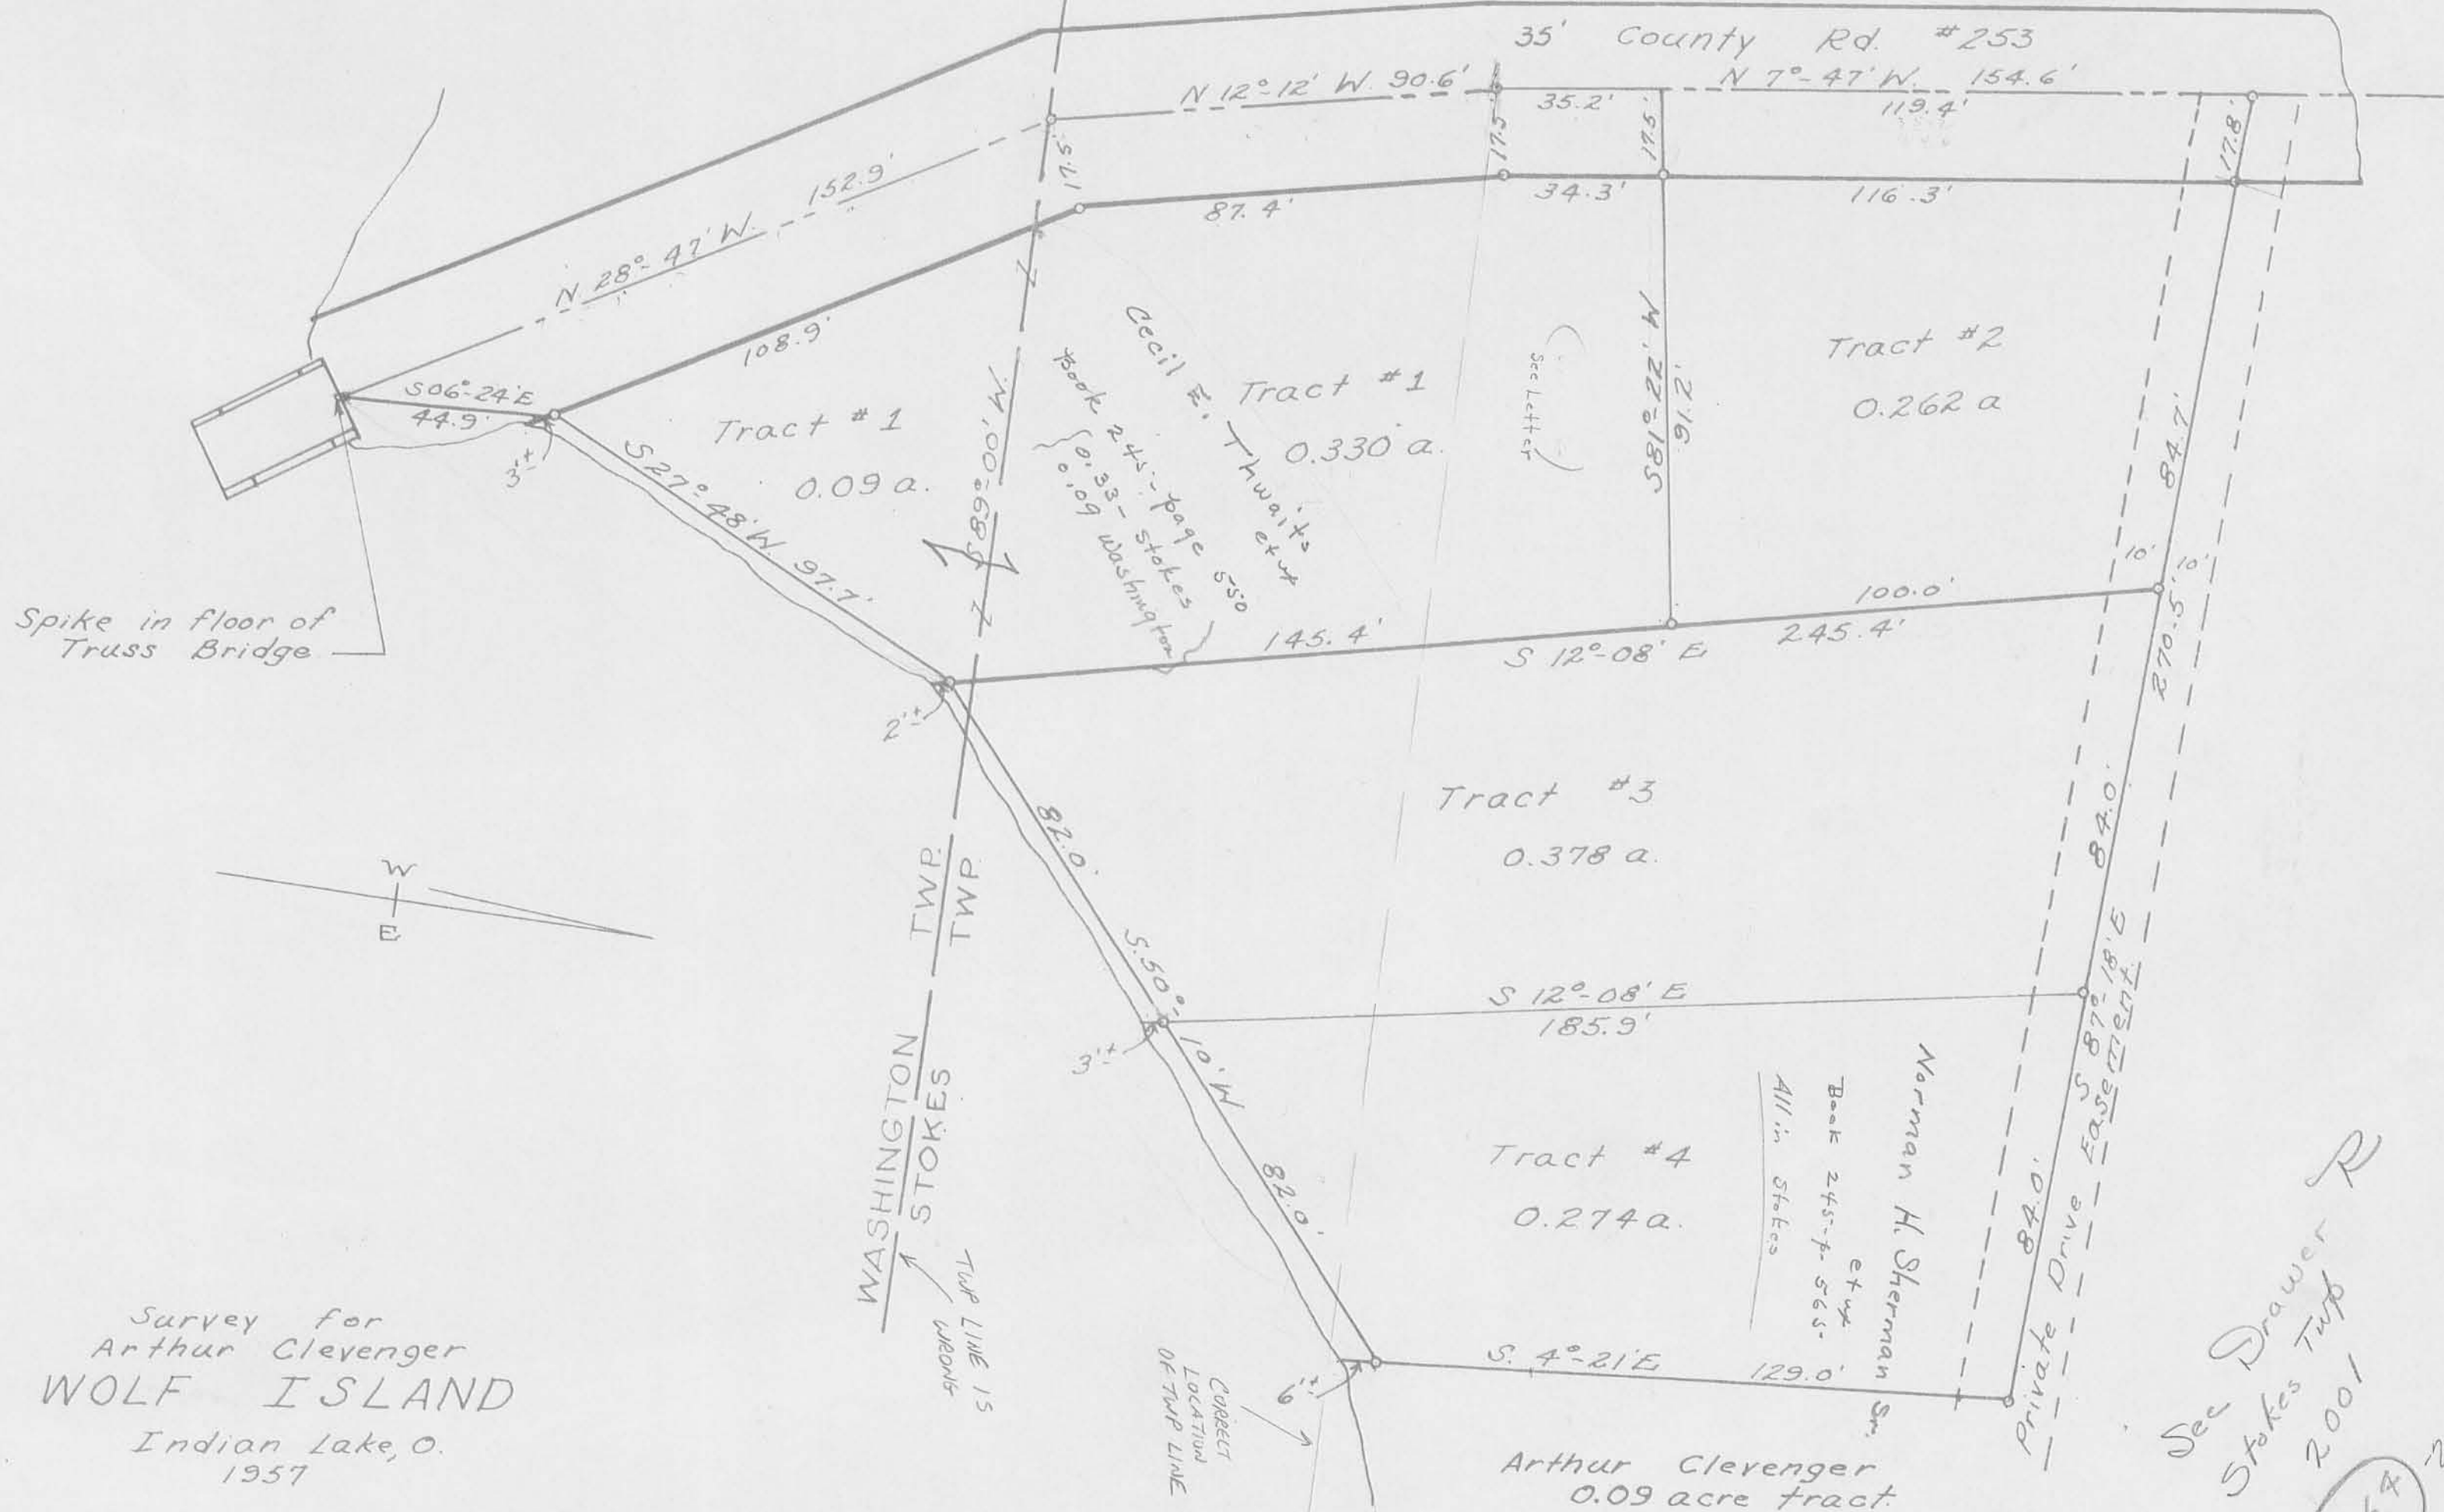 35' County Rd. #253
N 12°-12' W. 90.6'
N 7°-47' W. 154.6'
35.2'
119.4'
17.5'
17.5'
17.5'
17.8'
N 28°-47' W.
152.9'
87.4'
34.3'
116.3'
108.9'
S06°-24'E
44.9'
3'±
S 27°-48' W. 97.7'
Tract #1
0.09 a.
S89°-00' W.
Cecil E. Thwaits
et ux
Book 245-page 550
{0.33- Stokes
0.09 Washington}
Tract #1
0.330 a.
(See Letter)
S81°-22' W
91.2'
Tract #2
0.262 a
84.7'
10' 10'
270.5'
Spike in floor of
Truss Bridge
145.4'
100.0'
S 12°-08' E.
245.4'
2'±
82.0'
Tract #3
0.378 a.
84.0'
W
E
TWP.
TWP
WASHINGTON
STOKES
S. 50°-
10' W
S 12°-08' E
185.9'
3'±
S 87°-18' E
Private Drive Easement
84.0'
82.0'
Tract #4
0.274 a.
All in Stokes
Book 245-p 565-
et ux
Norman H. Sherman Sr.
TWP LINE IS
WRONG
CORRECT
LOCATION
OF TWP LINE
6'±
S. 4°-21' E.
129.0'
Survey for
Arthur Clevenger
WOLF ISLAND
Indian Lake, O.
1957
Arthur Clevenger
0.09 acre tract.
See Drawer R
Stokes Twp
2001